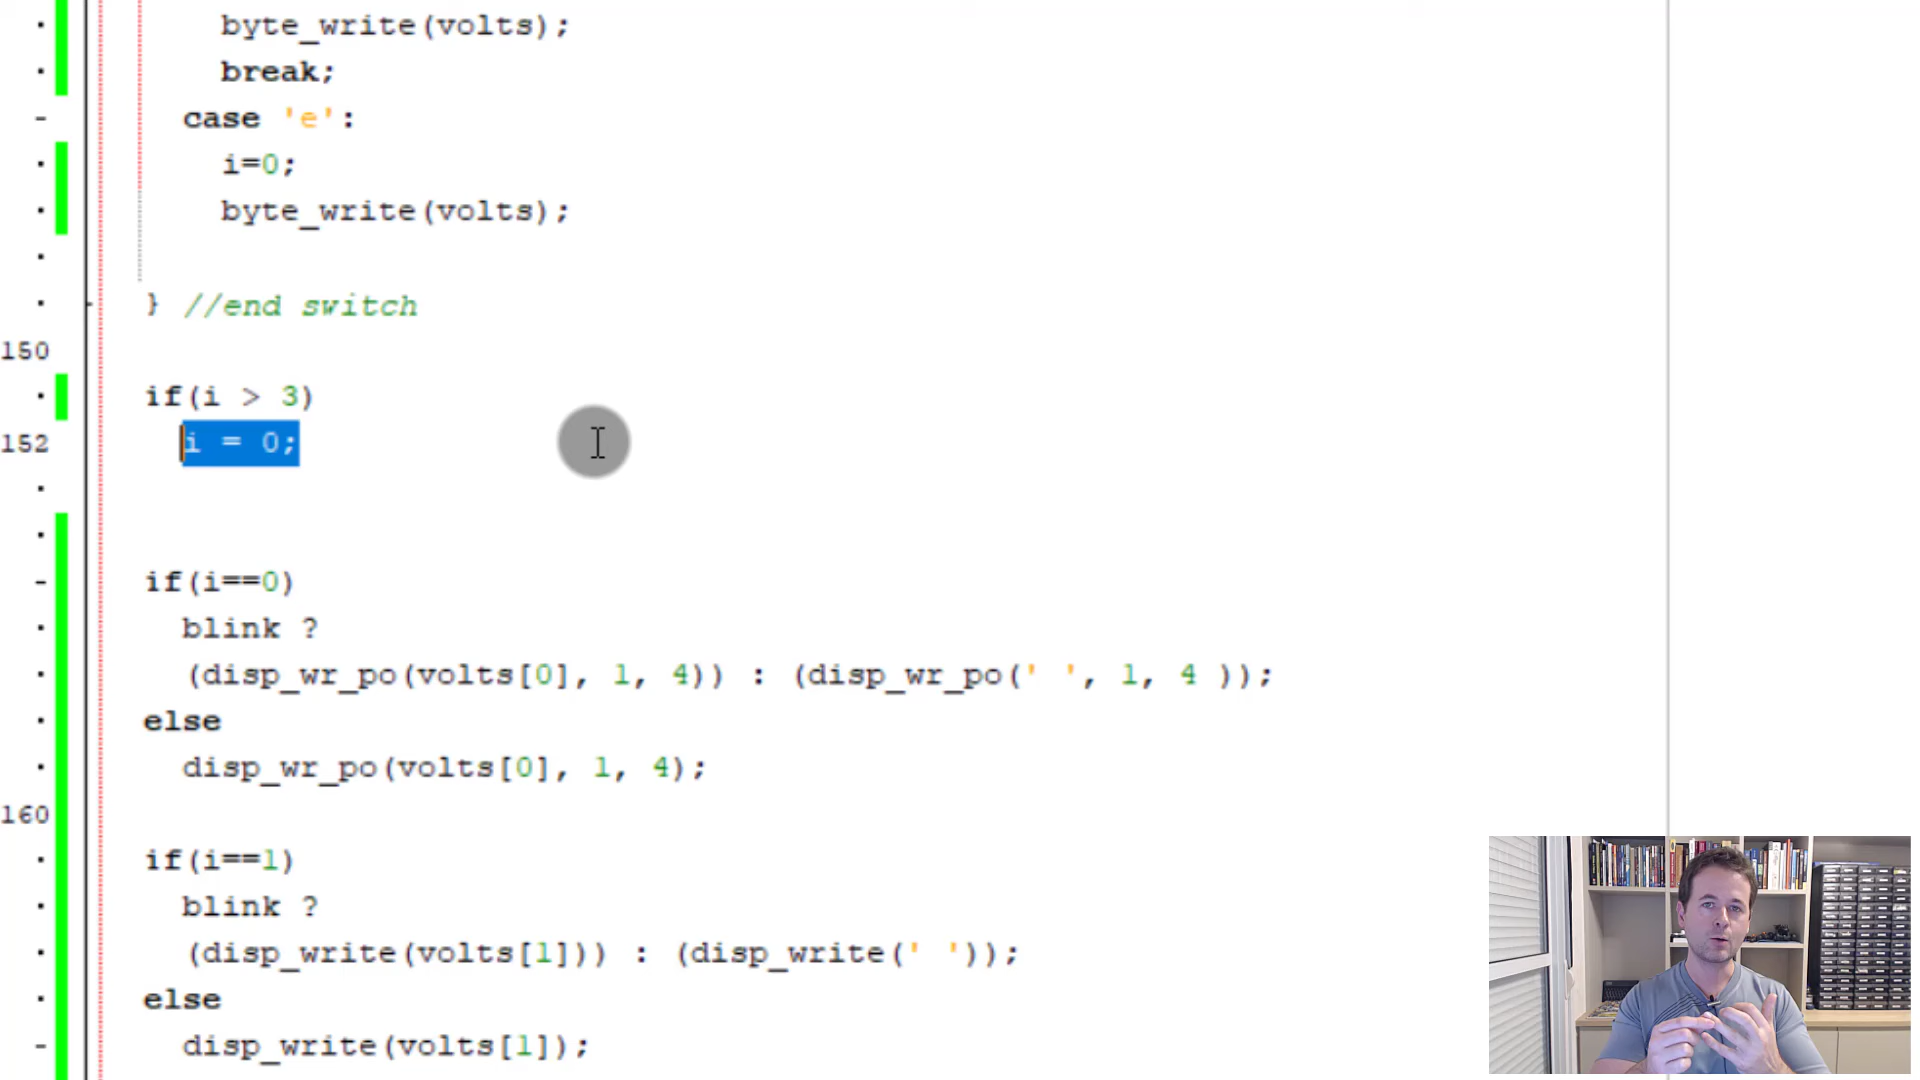 byte_write(volts);
break;
case 'e':
i=0;
byte_write(volts);
} //end switch
150
if(i > 3)
152 i = 0;
if(i==0)
blink ?
(disp_wr_po(volts[0], 1, 4)) : (disp_wr_po(' ', 1, 4 ));
else
disp_wr_po(volts[0], 1, 4);
160
if(i==1)
blink ?
(disp_write(volts[1])) : (disp_write(' '));
else
disp_write(volts[1]);